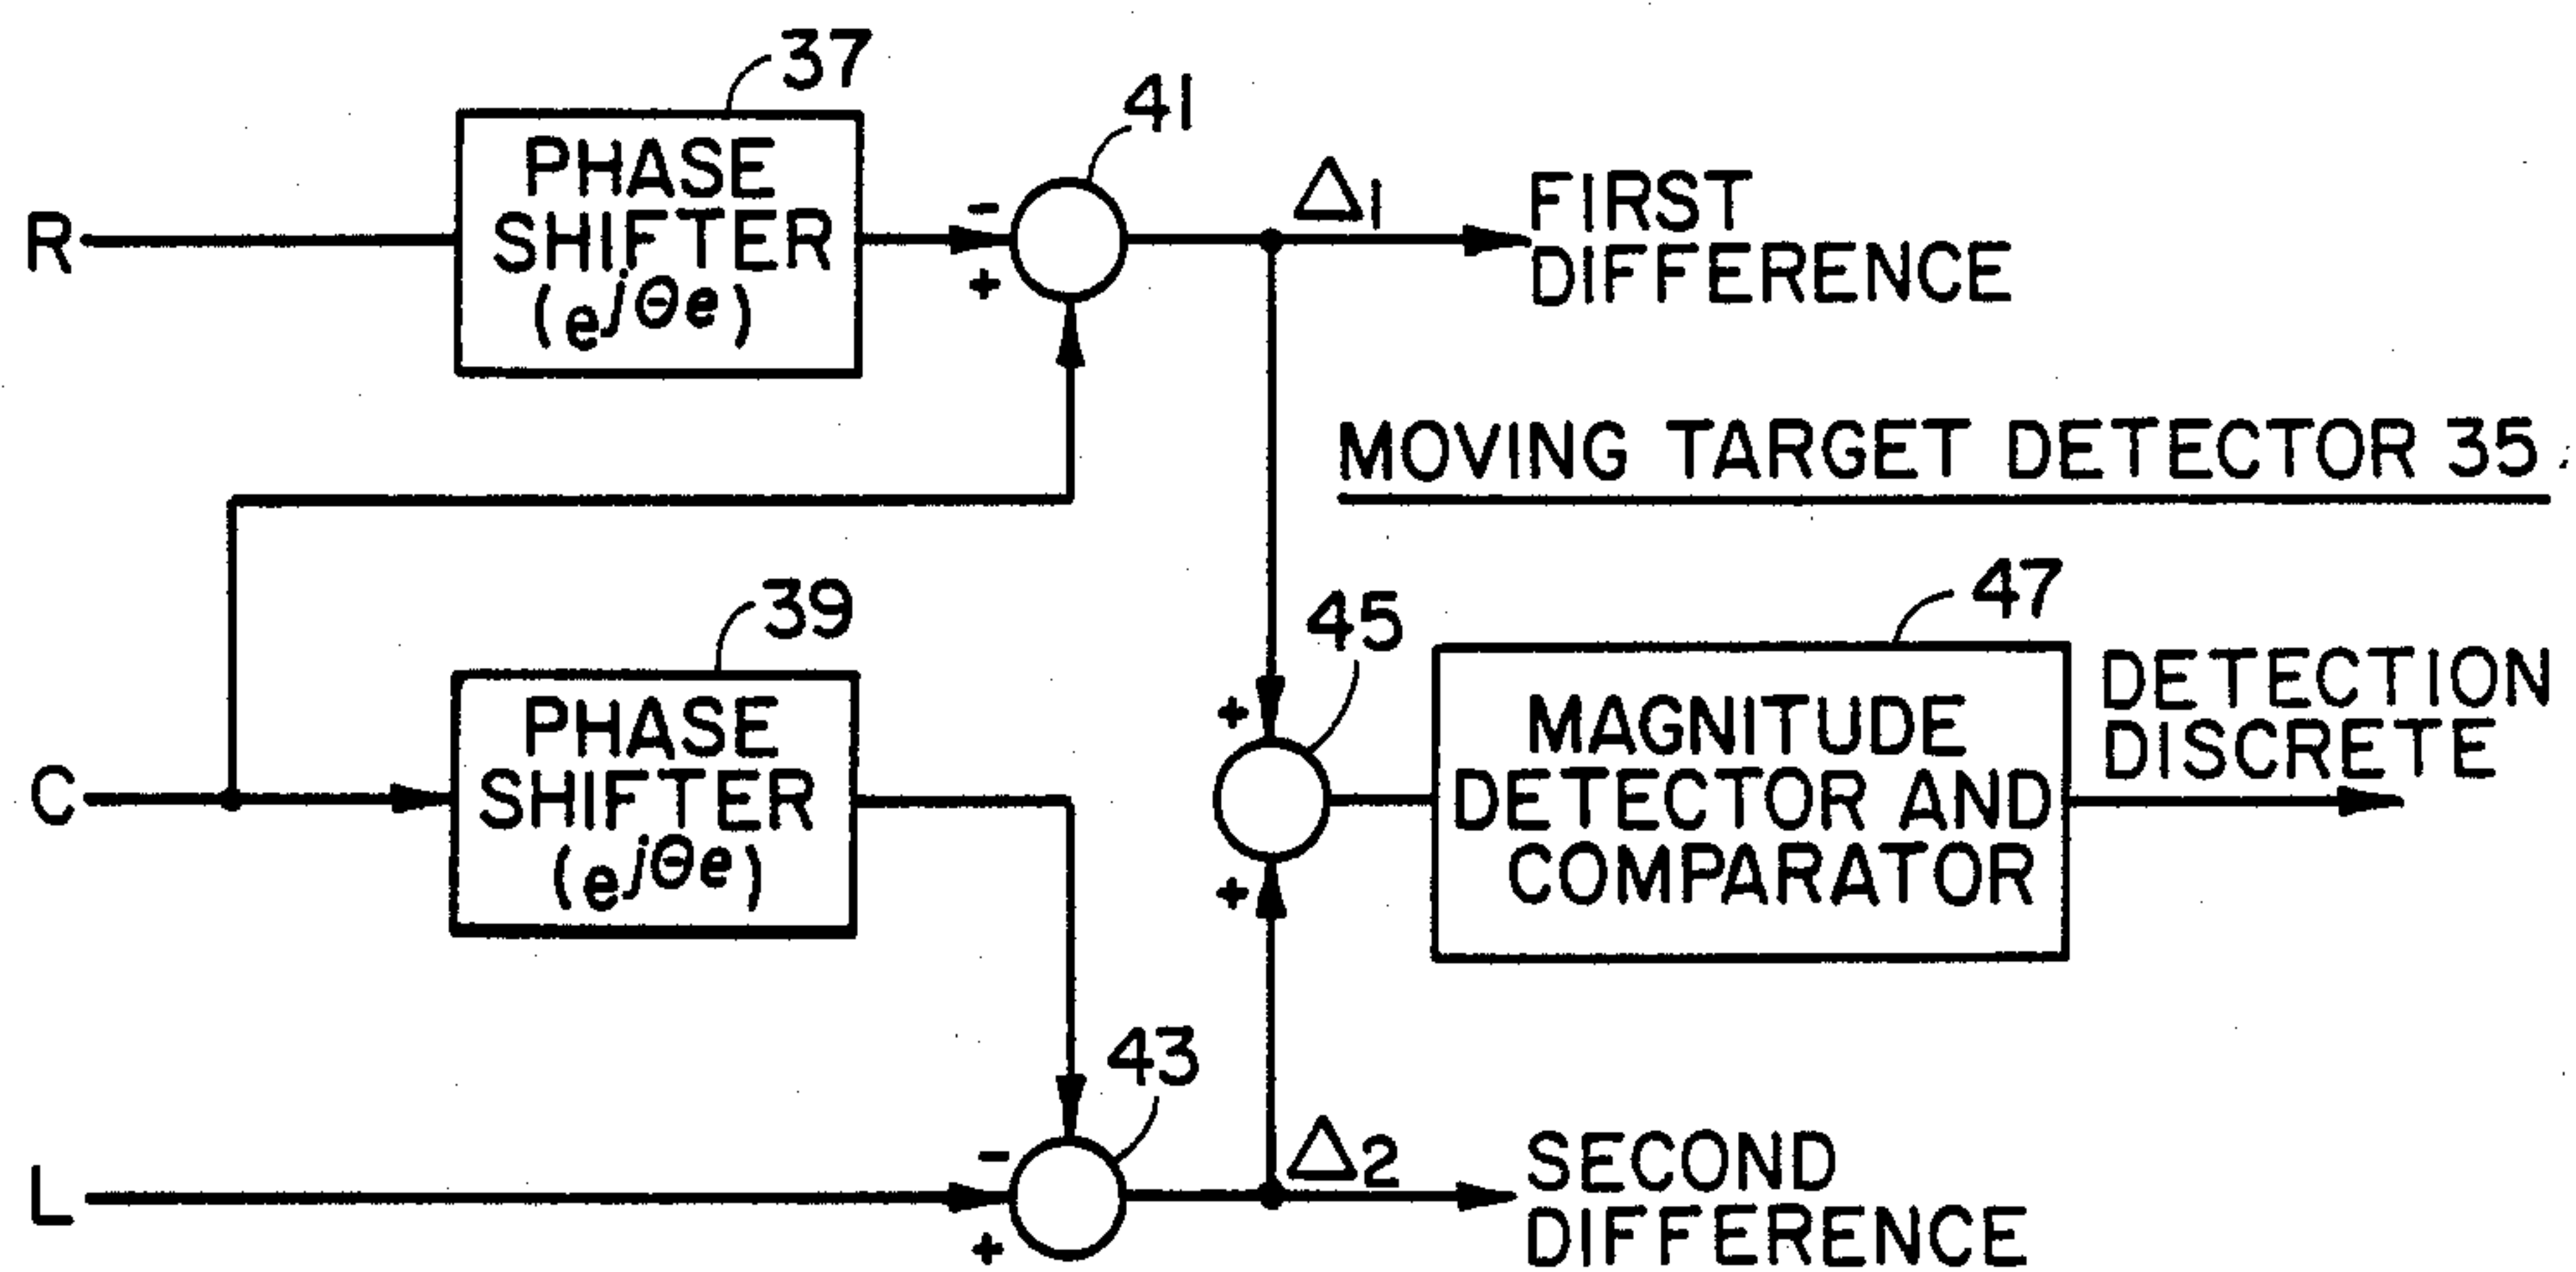 37
41
PHASE
SHIFTER
(e^jΘe)
R
-
+
Δ1
FIRST
DIFFERENCE
MOVING TARGET DETECTOR 35
39
PHASE
SHIFTER
(e^jΘe)
C
45
+
+
47
MAGNITUDE
DETECTOR AND
COMPARATOR
DETECTION
DISCRETE
43
L
-
+
Δ2
SECOND
DIFFERENCE